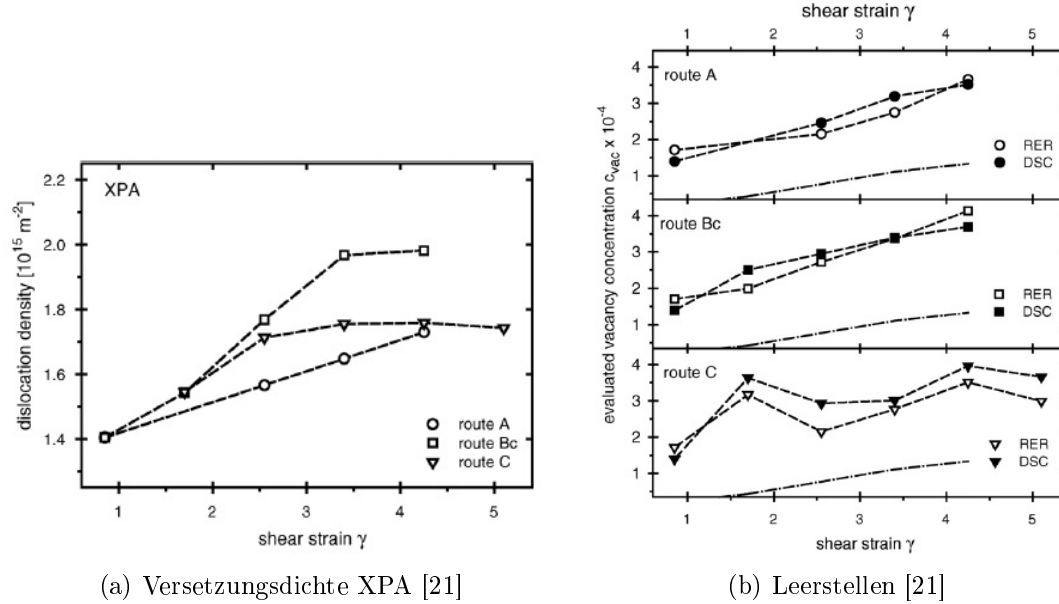 shear strain γ
1 2 3 4 5
4
route A
3
2
RER
DSC
1
4
route Bc
3
2
RER
DSC
1
4
route C
3
2
RER
DSC
1
1 2 3 4 5
shear strain γ
evaluated vacancy concentration c_vac x 10⁻⁴
XPA
2.2
2.0
1.8
1.6
1.4
dislocation density [10¹⁵ m⁻²]
route A
route Bc
route C
1 2 3 4 5
shear strain γ
(a) Versetzungsdichte XPA [21]
(b) Leerstellen [21]